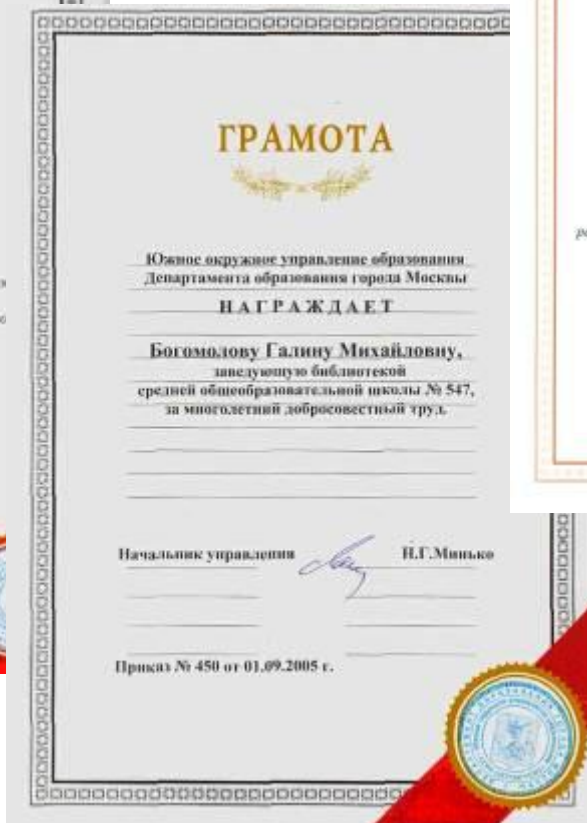 ГРАМОТА
Южное окружное управление образования
Департамента образования города Москвы
НАГРАЖДАЕТ
Богомолову Галину Михайловну,
заведующую библиотекой
средней общеобразовательной школы № 547,
за многолетний добросовестный труд.
Начальник управления Н.Г.Минько
Приказ № 450 от 01.09.2005 г.